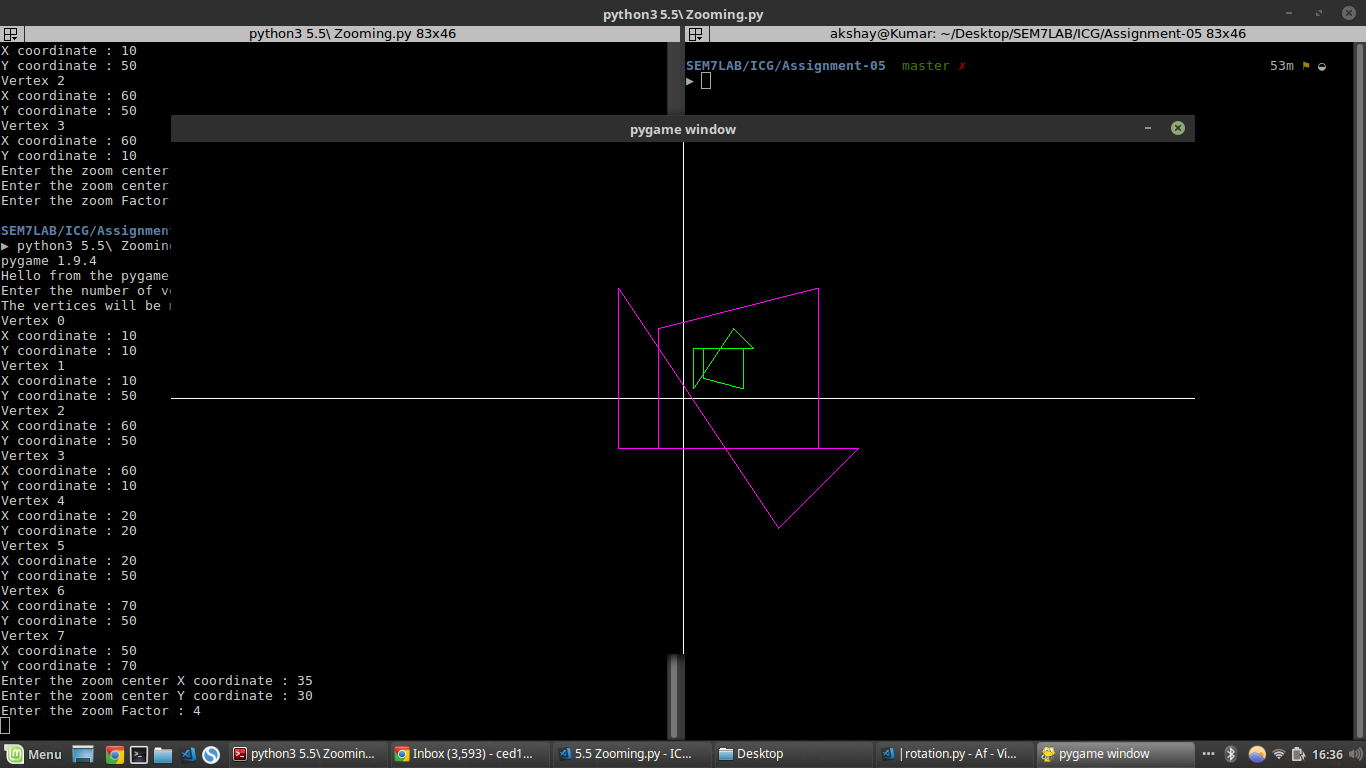 python3 5.5\ Zooming.py
python3 5.5\ Zooming.py 83x46
akshay@Kumar: ~/Desktop/SEM7LAB/ICG/Assignment-05 83x46
X coordinate : 10
Y coordinate : 50
Vertex 2
X coordinate : 60
Y coordinate : 50
Vertex 3
X coordinate : 60
Y coordinate : 10
Enter the zoom center
Enter the zoom center
Enter the zoom Factor
SEM7LAB/ICG/Assignment
▶ python3 5.5\ Zooming
pygame 1.9.4
Hello from the pygame
Enter the number of v
The vertices will be
Vertex 0
X coordinate : 10
Y coordinate : 10
Vertex 1
X coordinate : 10
Y coordinate : 50
Vertex 2
X coordinate : 60
Y coordinate : 50
Vertex 3
X coordinate : 60
Y coordinate : 10
Vertex 4
X coordinate : 20
Y coordinate : 20
Vertex 5
X coordinate : 20
Y coordinate : 50
Vertex 6
X coordinate : 70
Y coordinate : 50
Vertex 7
X coordinate : 50
Y coordinate : 70
Enter the zoom center X coordinate : 35
Enter the zoom center Y coordinate : 30
Enter the zoom Factor : 4
SEM7LAB/ICG/Assignment-05 master ✗ 53m ⚑
▶
pygame window
Menu python3 5.5\ Zoomin... Inbox (3,593) - ced1... 5.5 Zooming.py - IC... Desktop | rotation.py - Af - Vi... pygame window 16:36